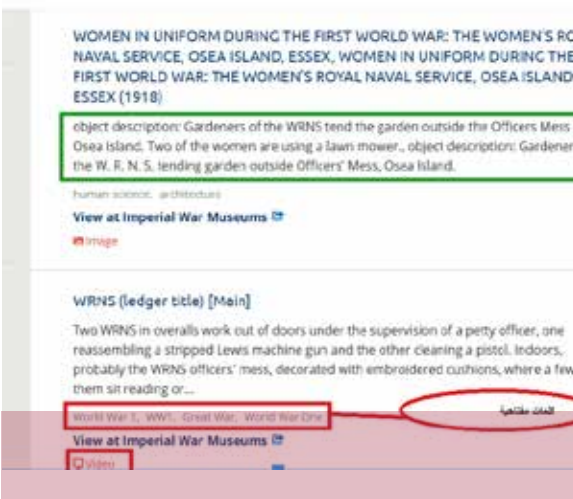 WOMEN IN UNIFORM DURING THE FIRST WORLD WAR: THE WOMEN'S RO
NAVAL SERVICE, OSEA ISLAND, ESSEX, WOMEN IN UNIFORM DURING THE
FIRST WORLD WAR: THE WOMEN'S ROYAL NAVAL SERVICE, OSEA ISLAND
ESSEX (1918)
object description: Gardeners of the WRNS tend the garden outside the Officers Mess
Osea Island. Two of the women are using a lawn mower., object description: Gardener
the W. R. N. S. tending garden outside Officers' Mess, Osea Island.
human science, architecture
View at Imperial War Museums
Image
WRNS (ledger title) [Main]
Two WRNS in overalls work out of doors under the supervision of a petty officer, one
reassembling a stripped Lewis machine gun and the other cleaning a pistol. Indoors,
probably the WRNS officers' mess, decorated with embroidered cushions, where a few
them sit reading or...
World War 1, WW1, Great War, World War One
كلمات مفتاحية
View at Imperial War Museums
Video